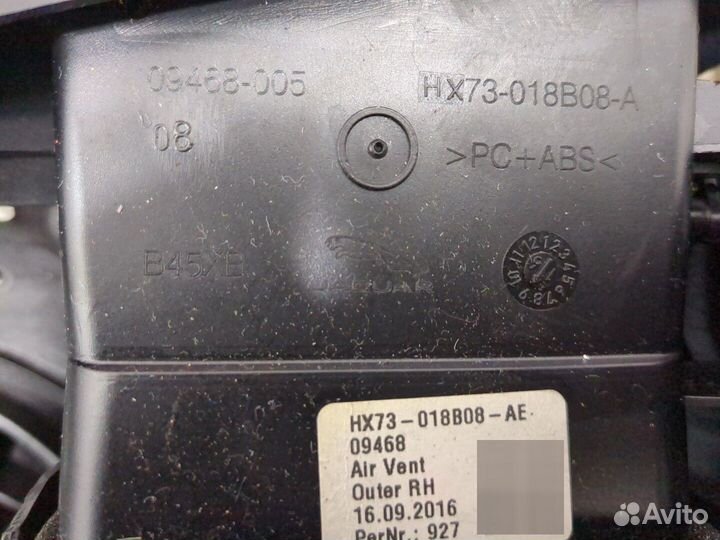 09468-005
HX73-018B08-A
08
>PC+ABS<
B45/B
JAGUAR
HX73-018B08-AE
09468
Air Vent
Outer RH
16.09.2016
PerNr.: 927
Avito